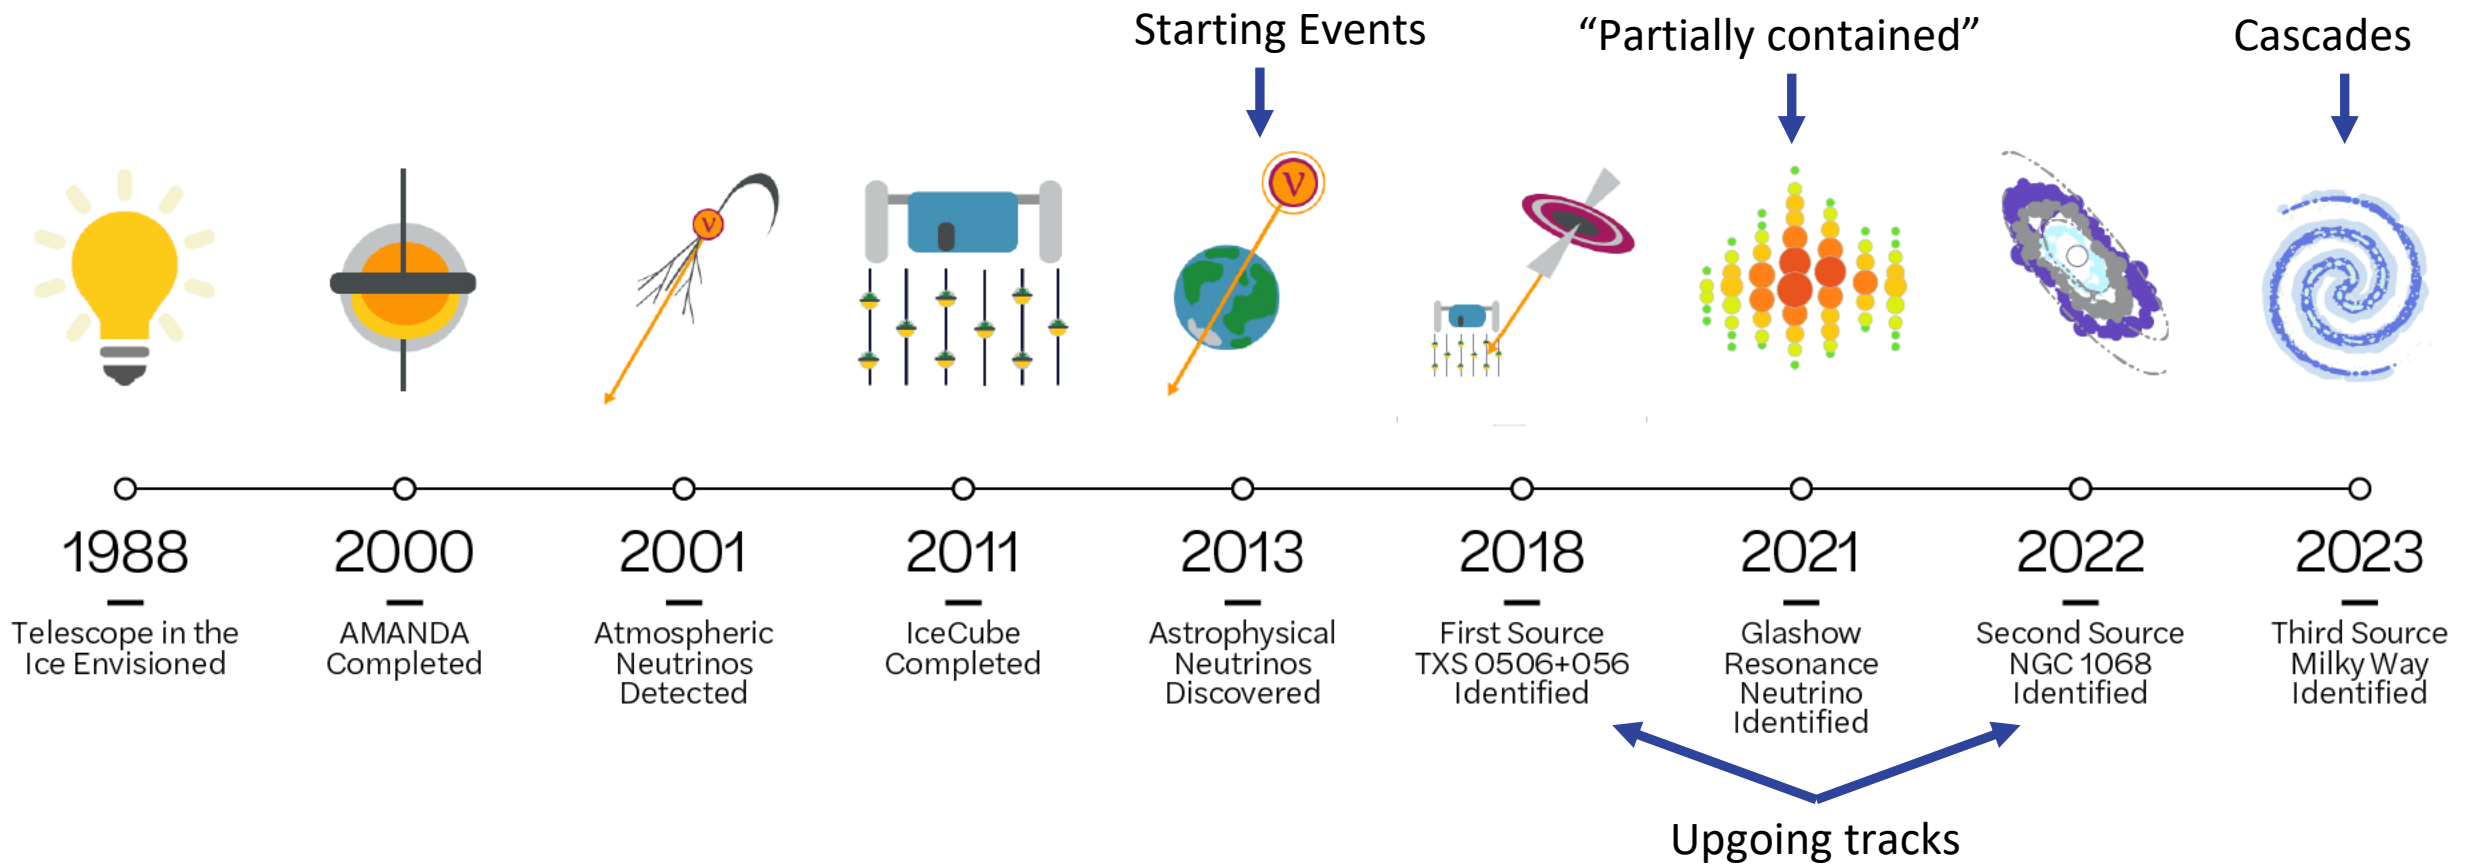 Starting Events
“Partially contained”
Cascades
ν
ν
1988
Telescope in the
Ice Envisioned
2000
AMANDA
Completed
2001
Atmospheric
Neutrinos
Detected
2011
IceCube
Completed
2013
Astrophysical
Neutrinos
Discovered
2018
First Source
TXS 0506+056
Identified
2021
Glashow
Resonance
Neutrino
Identified
2022
Second Source
NGC 1068
Identified
2023
Third Source
Milky Way
Identified
Upgoing tracks